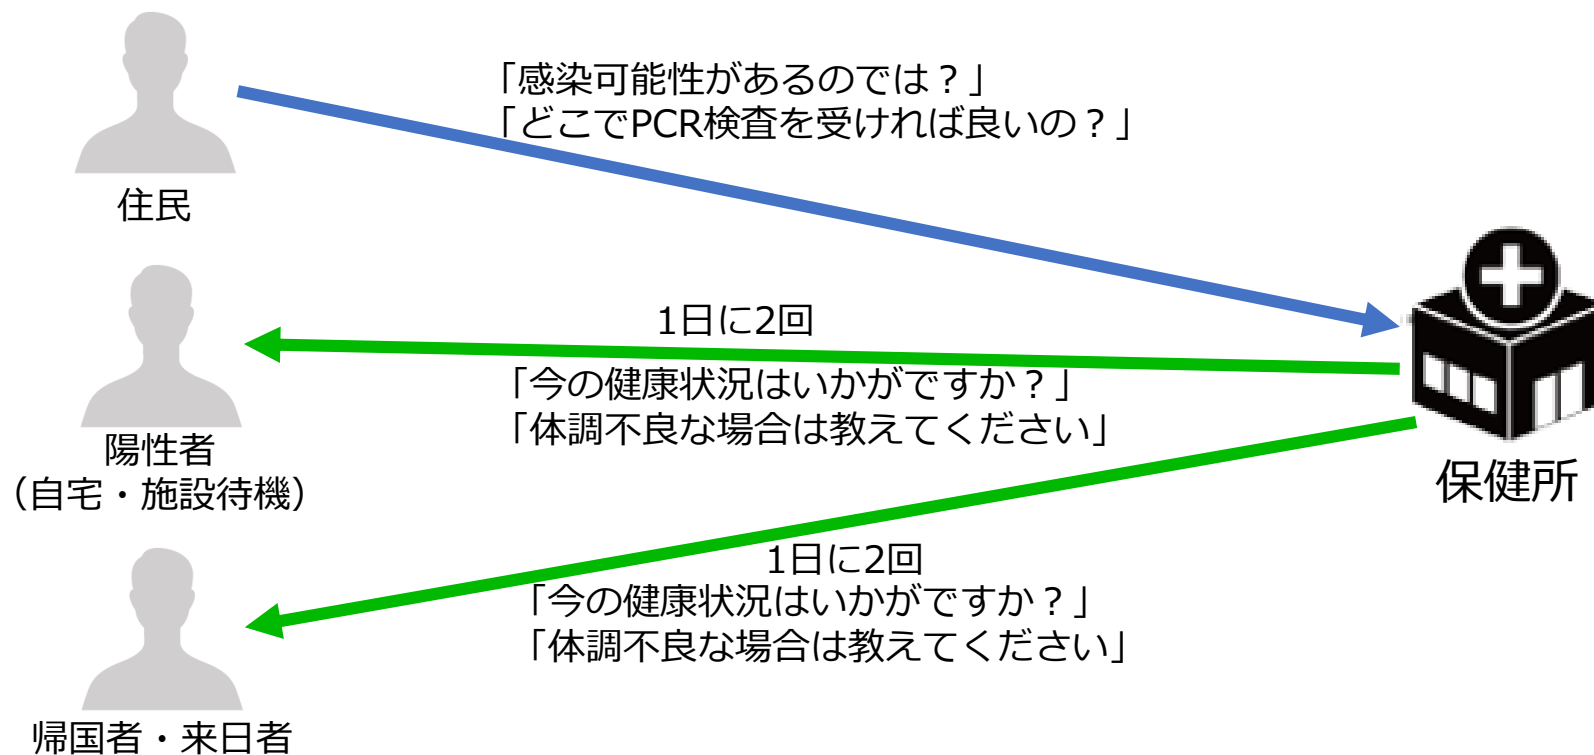 「感染可能性があるのでは？」
「どこでPCR検査を受ければ良いの？」
住民
1日に2回
「今の健康状況はいかがですか？」
「体調不良な場合は教えてください」
陽性者
（自宅・施設待機）
保健所
1日に2回
「今の健康状況はいかがですか？」
「体調不良な場合は教えてください」
帰国者・来日者